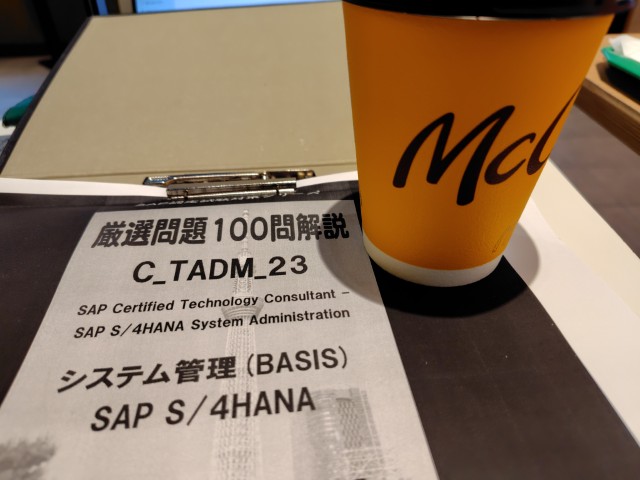 厳選問題100問解説
C_TADM_23
SAP Certified Technology Consultant –
SAP S/4HANA System Administration
システム管理(BASIS)
SAP S/4HANA
McC